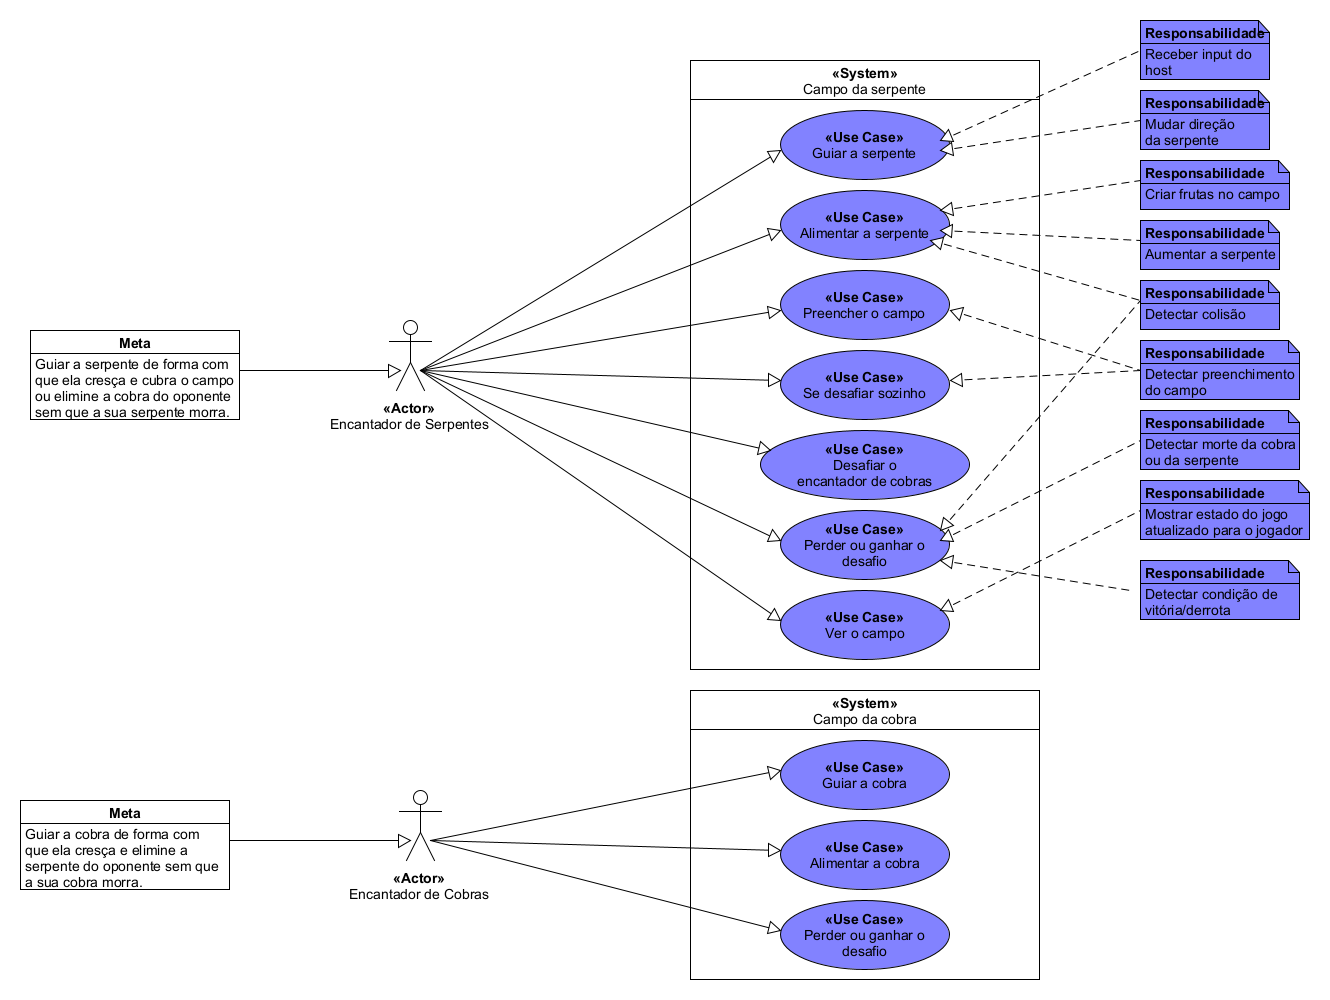 Meta
Guiar a serpente de forma com
que ela cresça e cubra o campo
ou elimine a cobra do oponente
sem que a sua serpente morra.
«Actor»
Encantador de Serpentes
«System»
Campo da serpente
«Use Case»
Guiar a serpente
«Use Case»
Alimentar a serpente
«Use Case»
Preencher o campo
«Use Case»
Se desafiar sozinho
«Use Case»
Desafiar o
encantador de cobras
«Use Case»
Perder ou ganhar o
desafio
«Use Case»
Ver o campo
Responsabilidade
Receber input do
host
Responsabilidade
Mudar direção
da serpente
Responsabilidade
Criar frutas no campo
Responsabilidade
Aumentar a serpente
Responsabilidade
Detectar colisão
Responsabilidade
Detectar preenchimento
do campo
Responsabilidade
Detectar morte da cobra
ou da serpente
Responsabilidade
Mostrar estado do jogo
atualizado para o jogador
Responsabilidade
Detectar condição de
vitória/derrota
Meta
Guiar a cobra de forma com
que ela cresça e elimine a
serpente do oponente sem que
a sua cobra morra.
«Actor»
Encantador de Cobras
«System»
Campo da cobra
«Use Case»
Guiar a cobra
«Use Case»
Alimentar a cobra
«Use Case»
Perder ou ganhar o
desafio